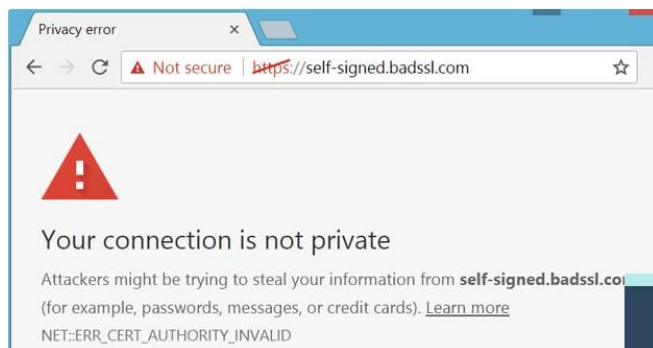 Privacy error
Not secure https://self-signed.badssl.com
Your connection is not private
Attackers might be trying to steal your information from self-signed.badssl.co
(for example, passwords, messages, or credit cards). Learn more
NET::ERR_CERT_AUTHORITY_INVALID